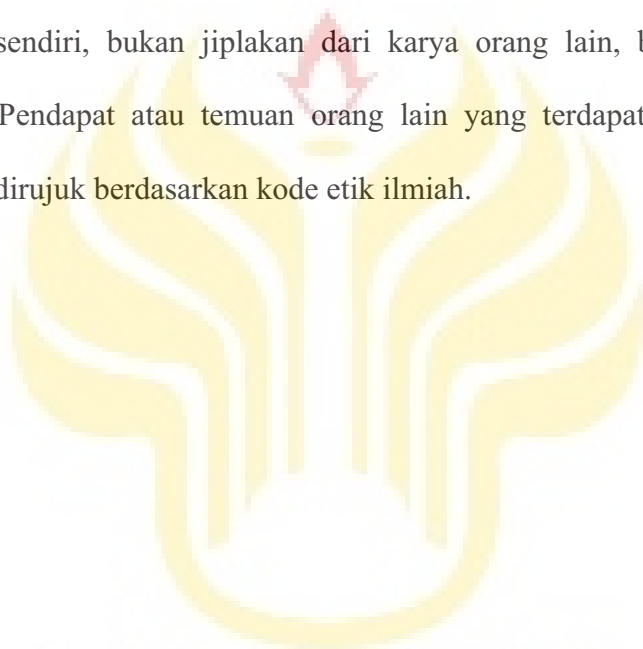 sendiri, bukan jiplakan dari karya orang lain, b
Pendapat atau temuan orang lain yang terdapat
dirujuk berdasarkan kode etik ilmiah.